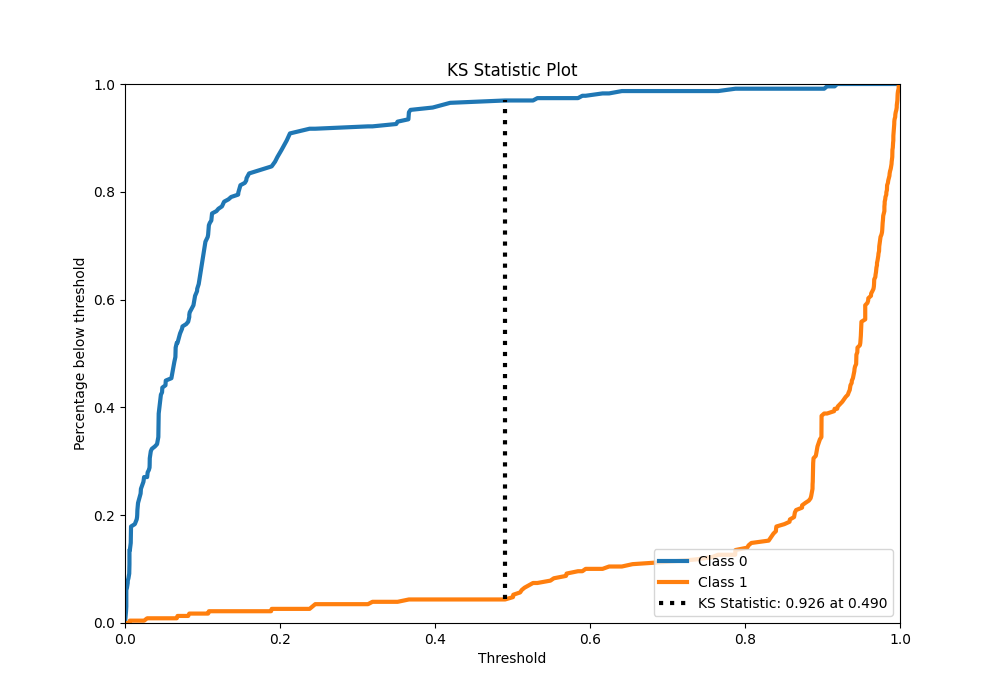 KS Statistic Plot
1.0
0.8
0.6
0.4
0.2
0.0
Percentage below threshold
0.0 0.2 0.4 0.6 0.8 1.0
Threshold
Class 0
Class 1
KS Statistic: 0.926 at 0.490